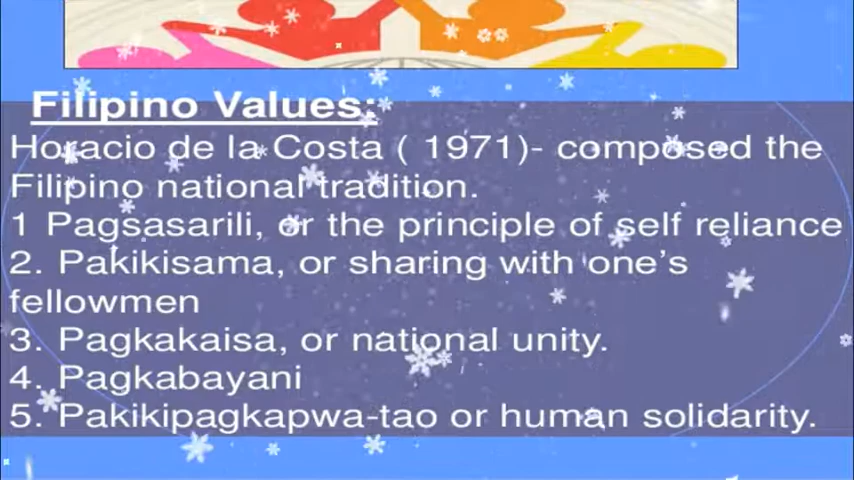 Filipino Values:
Horacio de la Costa ( 1971)- composed the
Filipino national tradition.
1 Pagsasarili, or the principle of self reliance
2. Pakikisama, or sharing with one’s
fellowmen
3. Pagkakaisa, or national unity.
4. Pagkabayani
5. Pakikipagkapwa-tao or human solidarity.